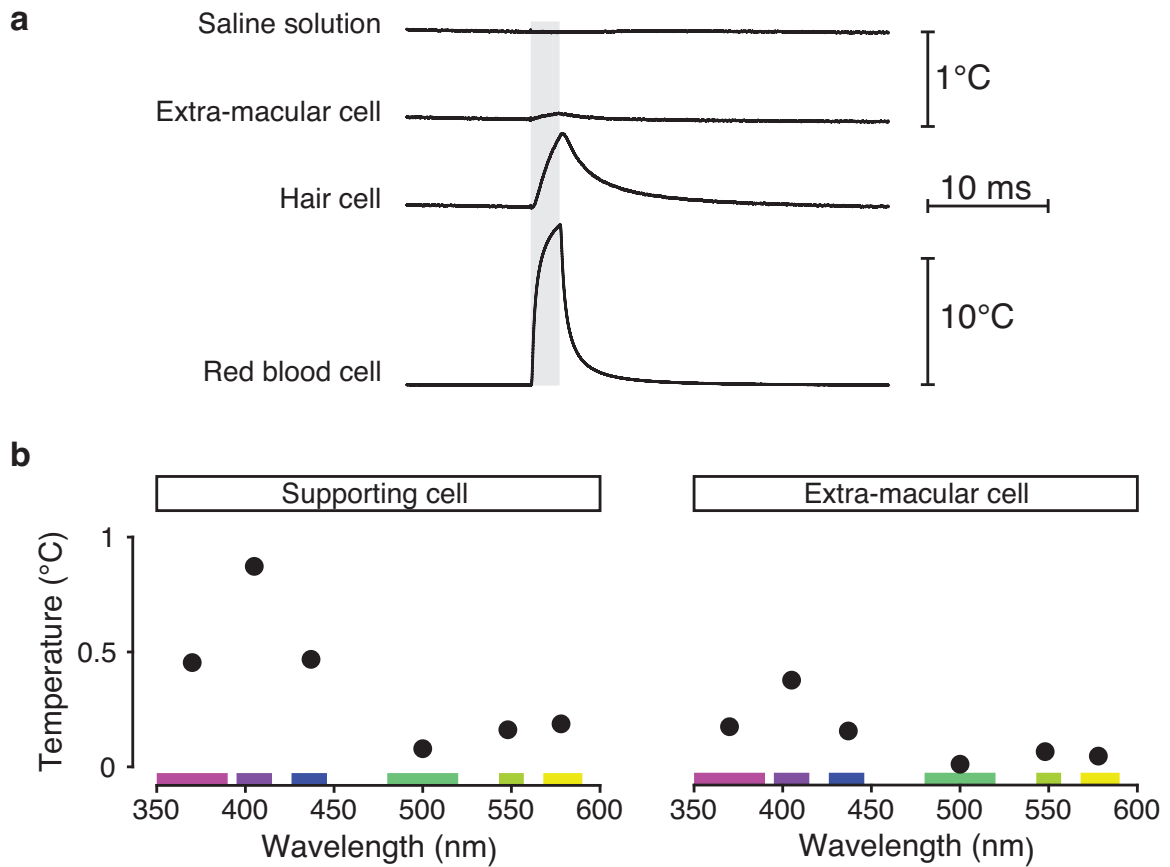 a
Saline solution
1°C
Extra-macular cell
Hair cell
10 ms
10°C
Red blood cell
b
Supporting cell
Extra-macular cell
Temperature (°C)
1
0.5
0
350 400 450 500 550 600
350 400 450 500 550 600
Wavelength (nm)
Wavelength (nm)